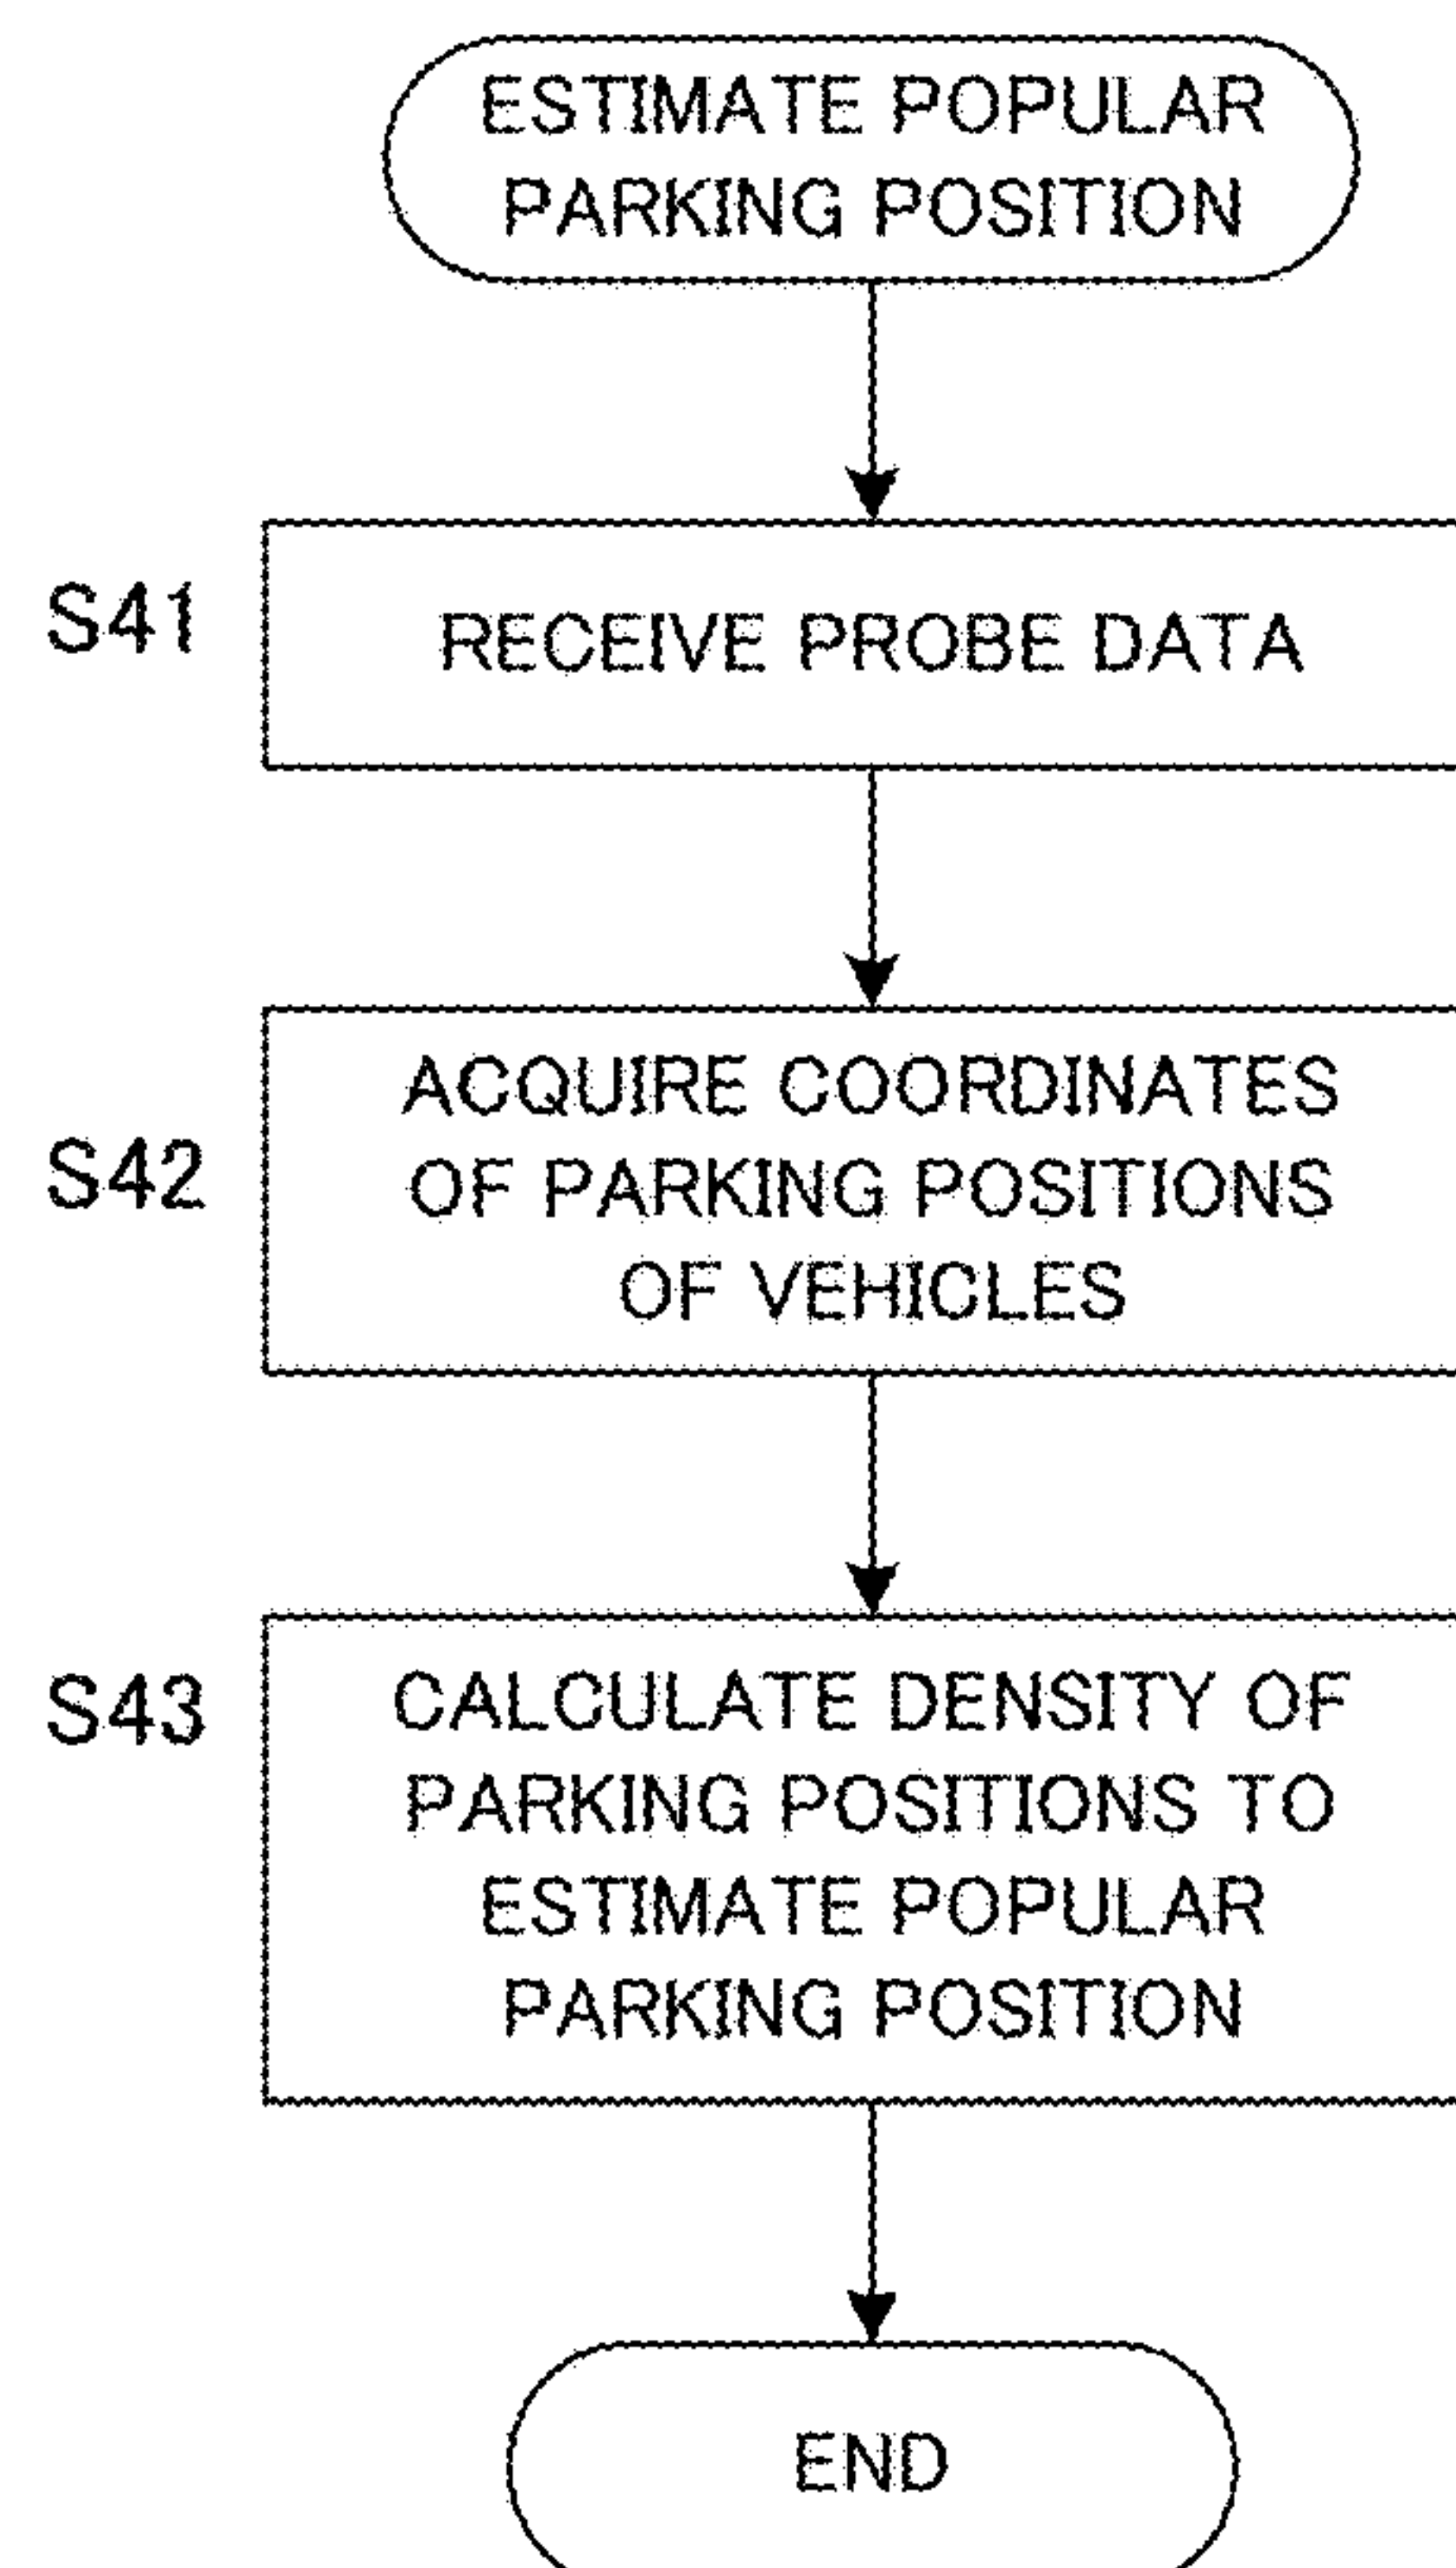 ESTIMATE POPULAR
PARKING POSITION
S41
RECEIVE PROBE DATA
S42
ACQUIRE COORDINATES
OF PARKING POSITIONS
OF VEHICLES
S43
CALCULATE DENSITY OF
PARKING POSITIONS TO
ESTIMATE POPULAR
PARKING POSITION
END